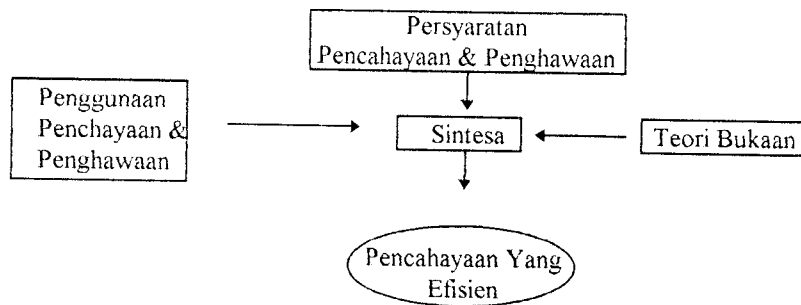 Persyaratan
Pencahayaan & Penghawaan
Penggunaan
Penchayaan &
Penghawaan
Sintesa
Teori Bukaan
Pencahayaan Yang
Efisien